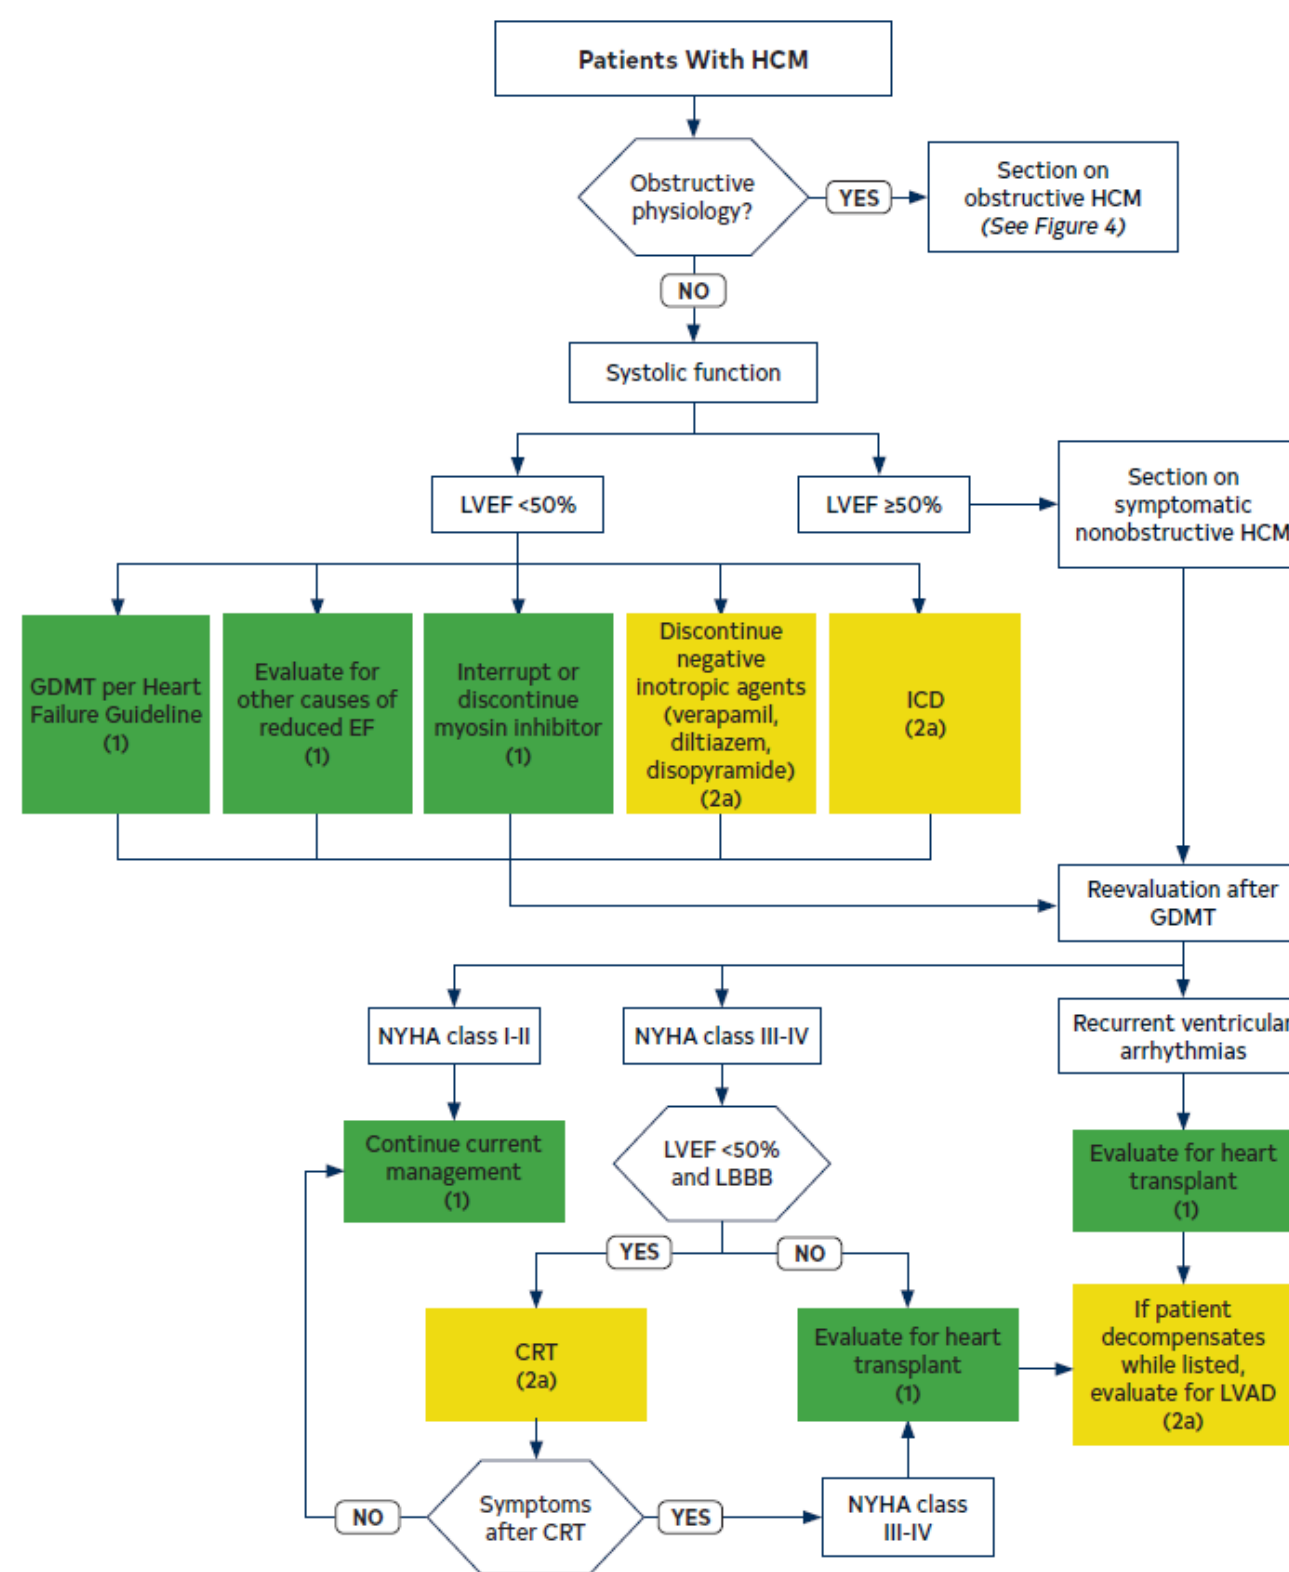 Patients With HCM
Obstructive
physiology?
YES
Section on
obstructive HCM
(See Figure 4)
NO
Systolic function
LVEF <50%
LVEF ≥50%
Section on
symptomatic
nonobstructive HCM
GDMT per Heart
Failure Guideline
(1)
Evaluate for
other causes of
reduced EF
(1)
Interrupt or
discontinue
myosin inhibitor
(1)
Discontinue
negative
inotropic agents
(verapamil,
diltiazem,
disopyramide)
(2a)
ICD
(2a)
Reevaluation after
GDMT
NYHA class I-II
NYHA class III-IV
Recurrent ventricular
arrhythmias
Continue current
management
(1)
LVEF <50%
and LBBB
Evaluate for heart
transplant
(1)
YES
NO
CRT
(2a)
Evaluate for heart
transplant
(1)
If patient
decompensates
while listed,
evaluate for LVAD
(2a)
Symptoms
after CRT
NO
YES
NYHA class
III-IV